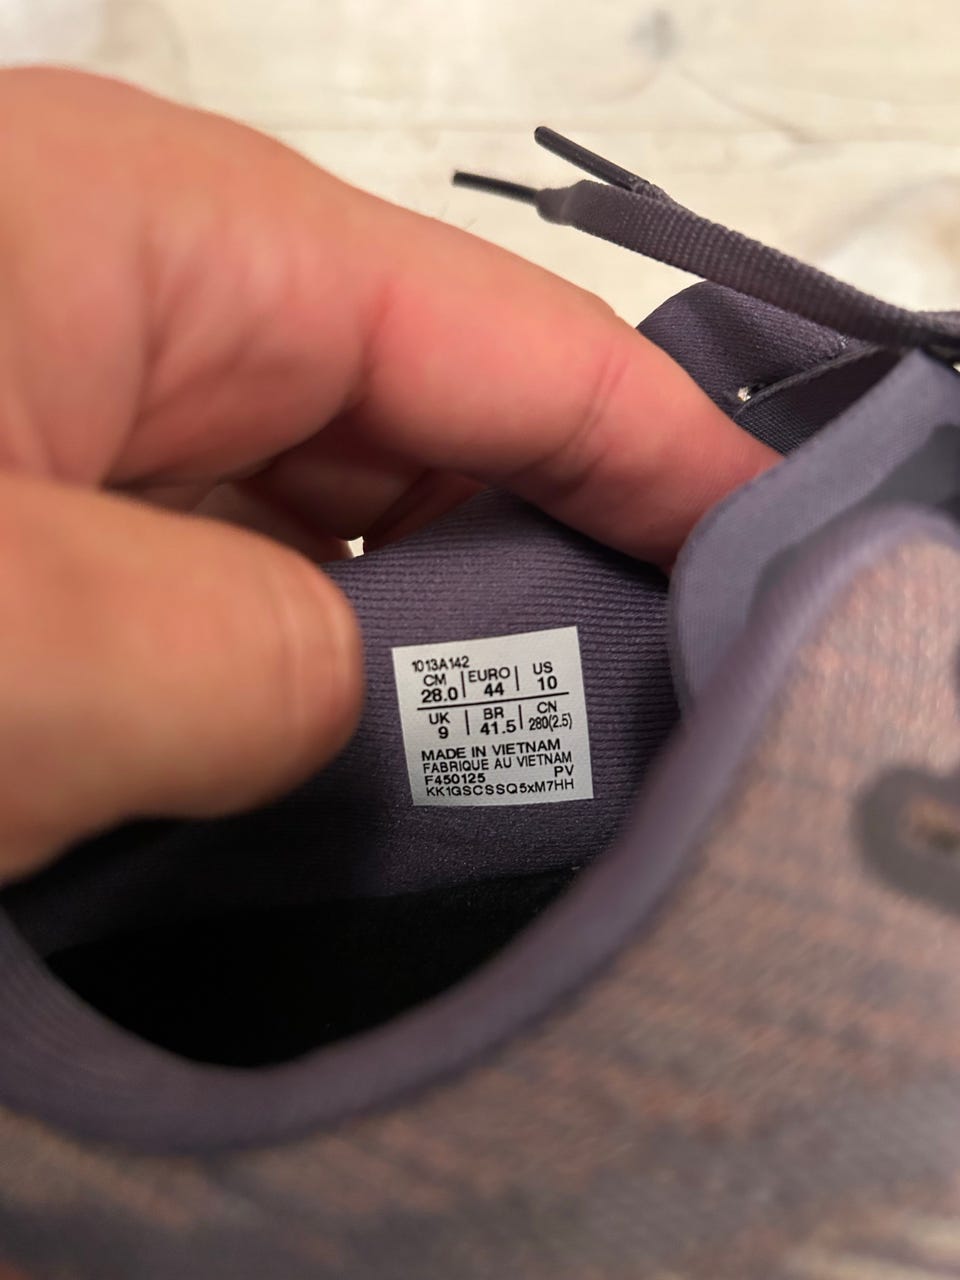 1013A142
CM EURO US
28.0 44 10
UK BR CN
9 41.5 280(2.5)
MADE IN VIETNAM
FABRIQUE AU VIETNAM
F450125 PV
KK1GSCSSQ5xM7HH